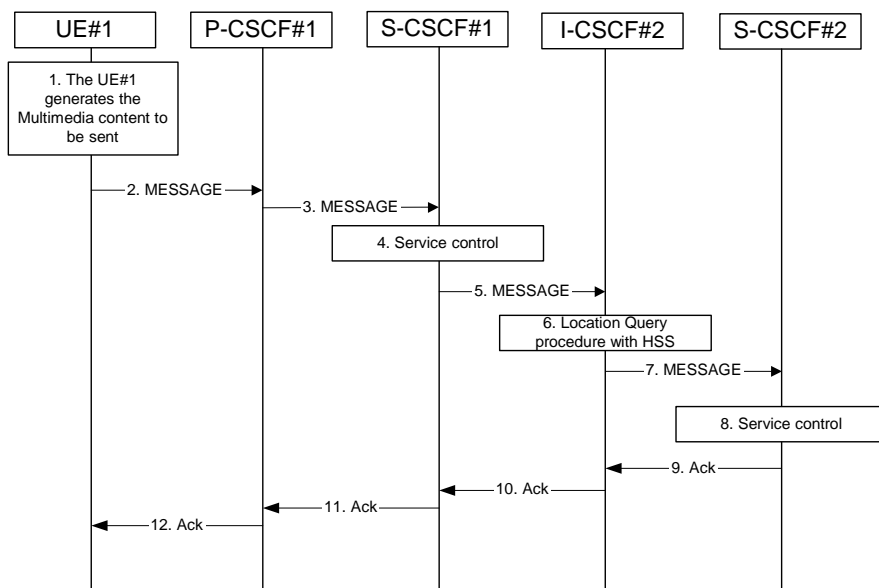 UE#1
P-CSCF#1
S-CSCF#1
I-CSCF#2
S-CSCF#2
1. The UE#1
generates the
Multimedia content to
be sent
2. MESSAGE
3. MESSAGE
4. Service control
5. MESSAGE
6. Location Query
procedure with HSS
7. MESSAGE
8. Service control
9. Ack
10. Ack
11. Ack
12. Ack